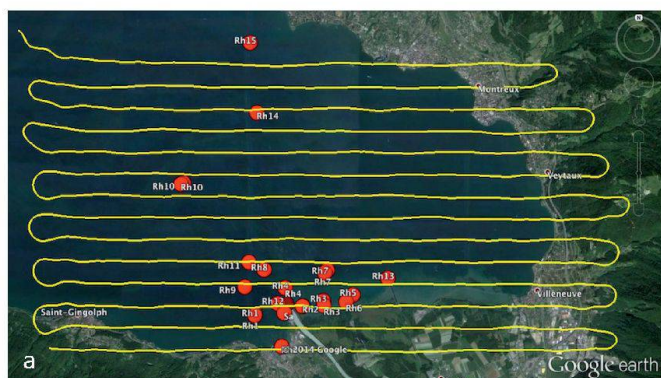 N
Rh15
Montreux
Rh14
Veytaux
Rh10
Rh10
Rh11
Rh8
Rh7
Rh7
Rh13
Rh9
Rh4
Rh4
Rh5
Villeneuve
Rh12
Rh3
Rh2
Rh3
Rh6
Saint-Gingolph
Rh1
Rh1
2014 Google
a
Google earth